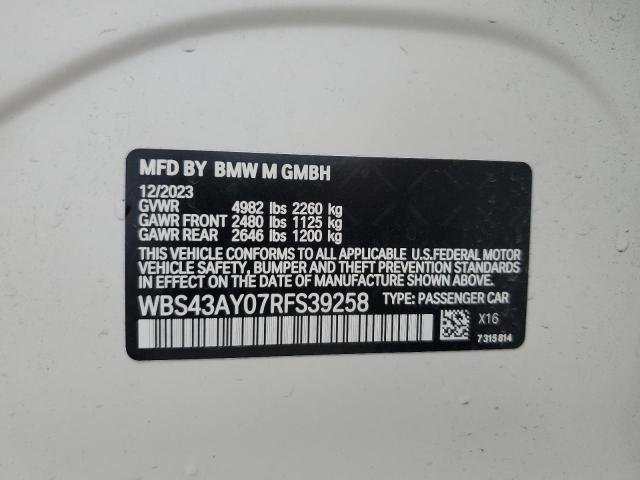 MFD BY BMW M GMBH
12/2023
GVWR 4982 lbs 2260 kg
GAWR FRONT 2480 lbs 1125 kg
GAWR REAR 2646 lbs 1200 kg
THIS VEHICLE CONFORMS TO ALL APPLICABLE U.S.FEDERAL MOTOR
VEHICLE SAFETY, BUMPER, AND THEFT PREVENTION STANDARDS
IN EFFECT ON THE DATE OF MANUFACTURE SHOWN ABOVE.
WBS43AY07RFS39258 TYPE: PASSENGER CAR
X16
7315814